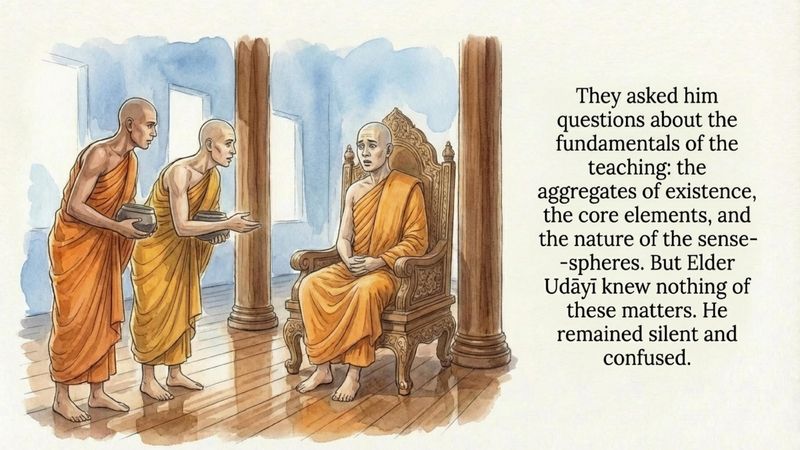 They asked him
questions about the
fundamentals of the
teaching: the
aggregates of existence,
the core elements, and
the nature of the sense-
-spheres. But Elder
Udāyī knew nothing of
these matters. He
remained silent and
confused.